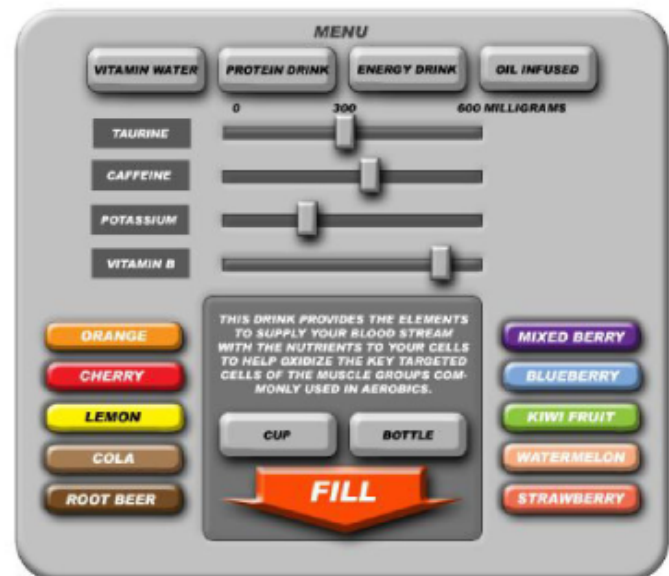 MENU
VITAMIN WATER PROTEIN DRINK ENERGY DRINK OIL INFUSED
0 300 600 MILLIGRAMS
TAURINE
CAFFEINE
POTASSIUM
VITAMIN B
THIS DRINK PROVIDES THE ELEMENTS
TO SUPPLY YOUR BLOOD STREAM
WITH THE NUTRIENTS TO YOUR CELLS
TO HELP OXIDIZE THE KEY TARGETED
CELLS OF THE MUSCLE GROUPS COM-
MONLY USED IN AEROBICS.
ORANGE
CHERRY
LEMON
COLA
ROOT BEER
CUP BOTTLE
FILL
MIXED BERRY
BLUEBERRY
KIWI FRUIT
WATERMELON
STRAWBERRY